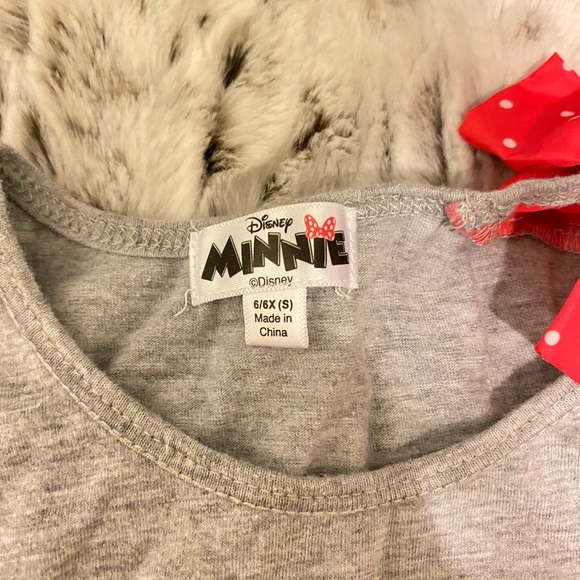 Disney
MINNIE
©Disney
6/6X (S)
Made in
China